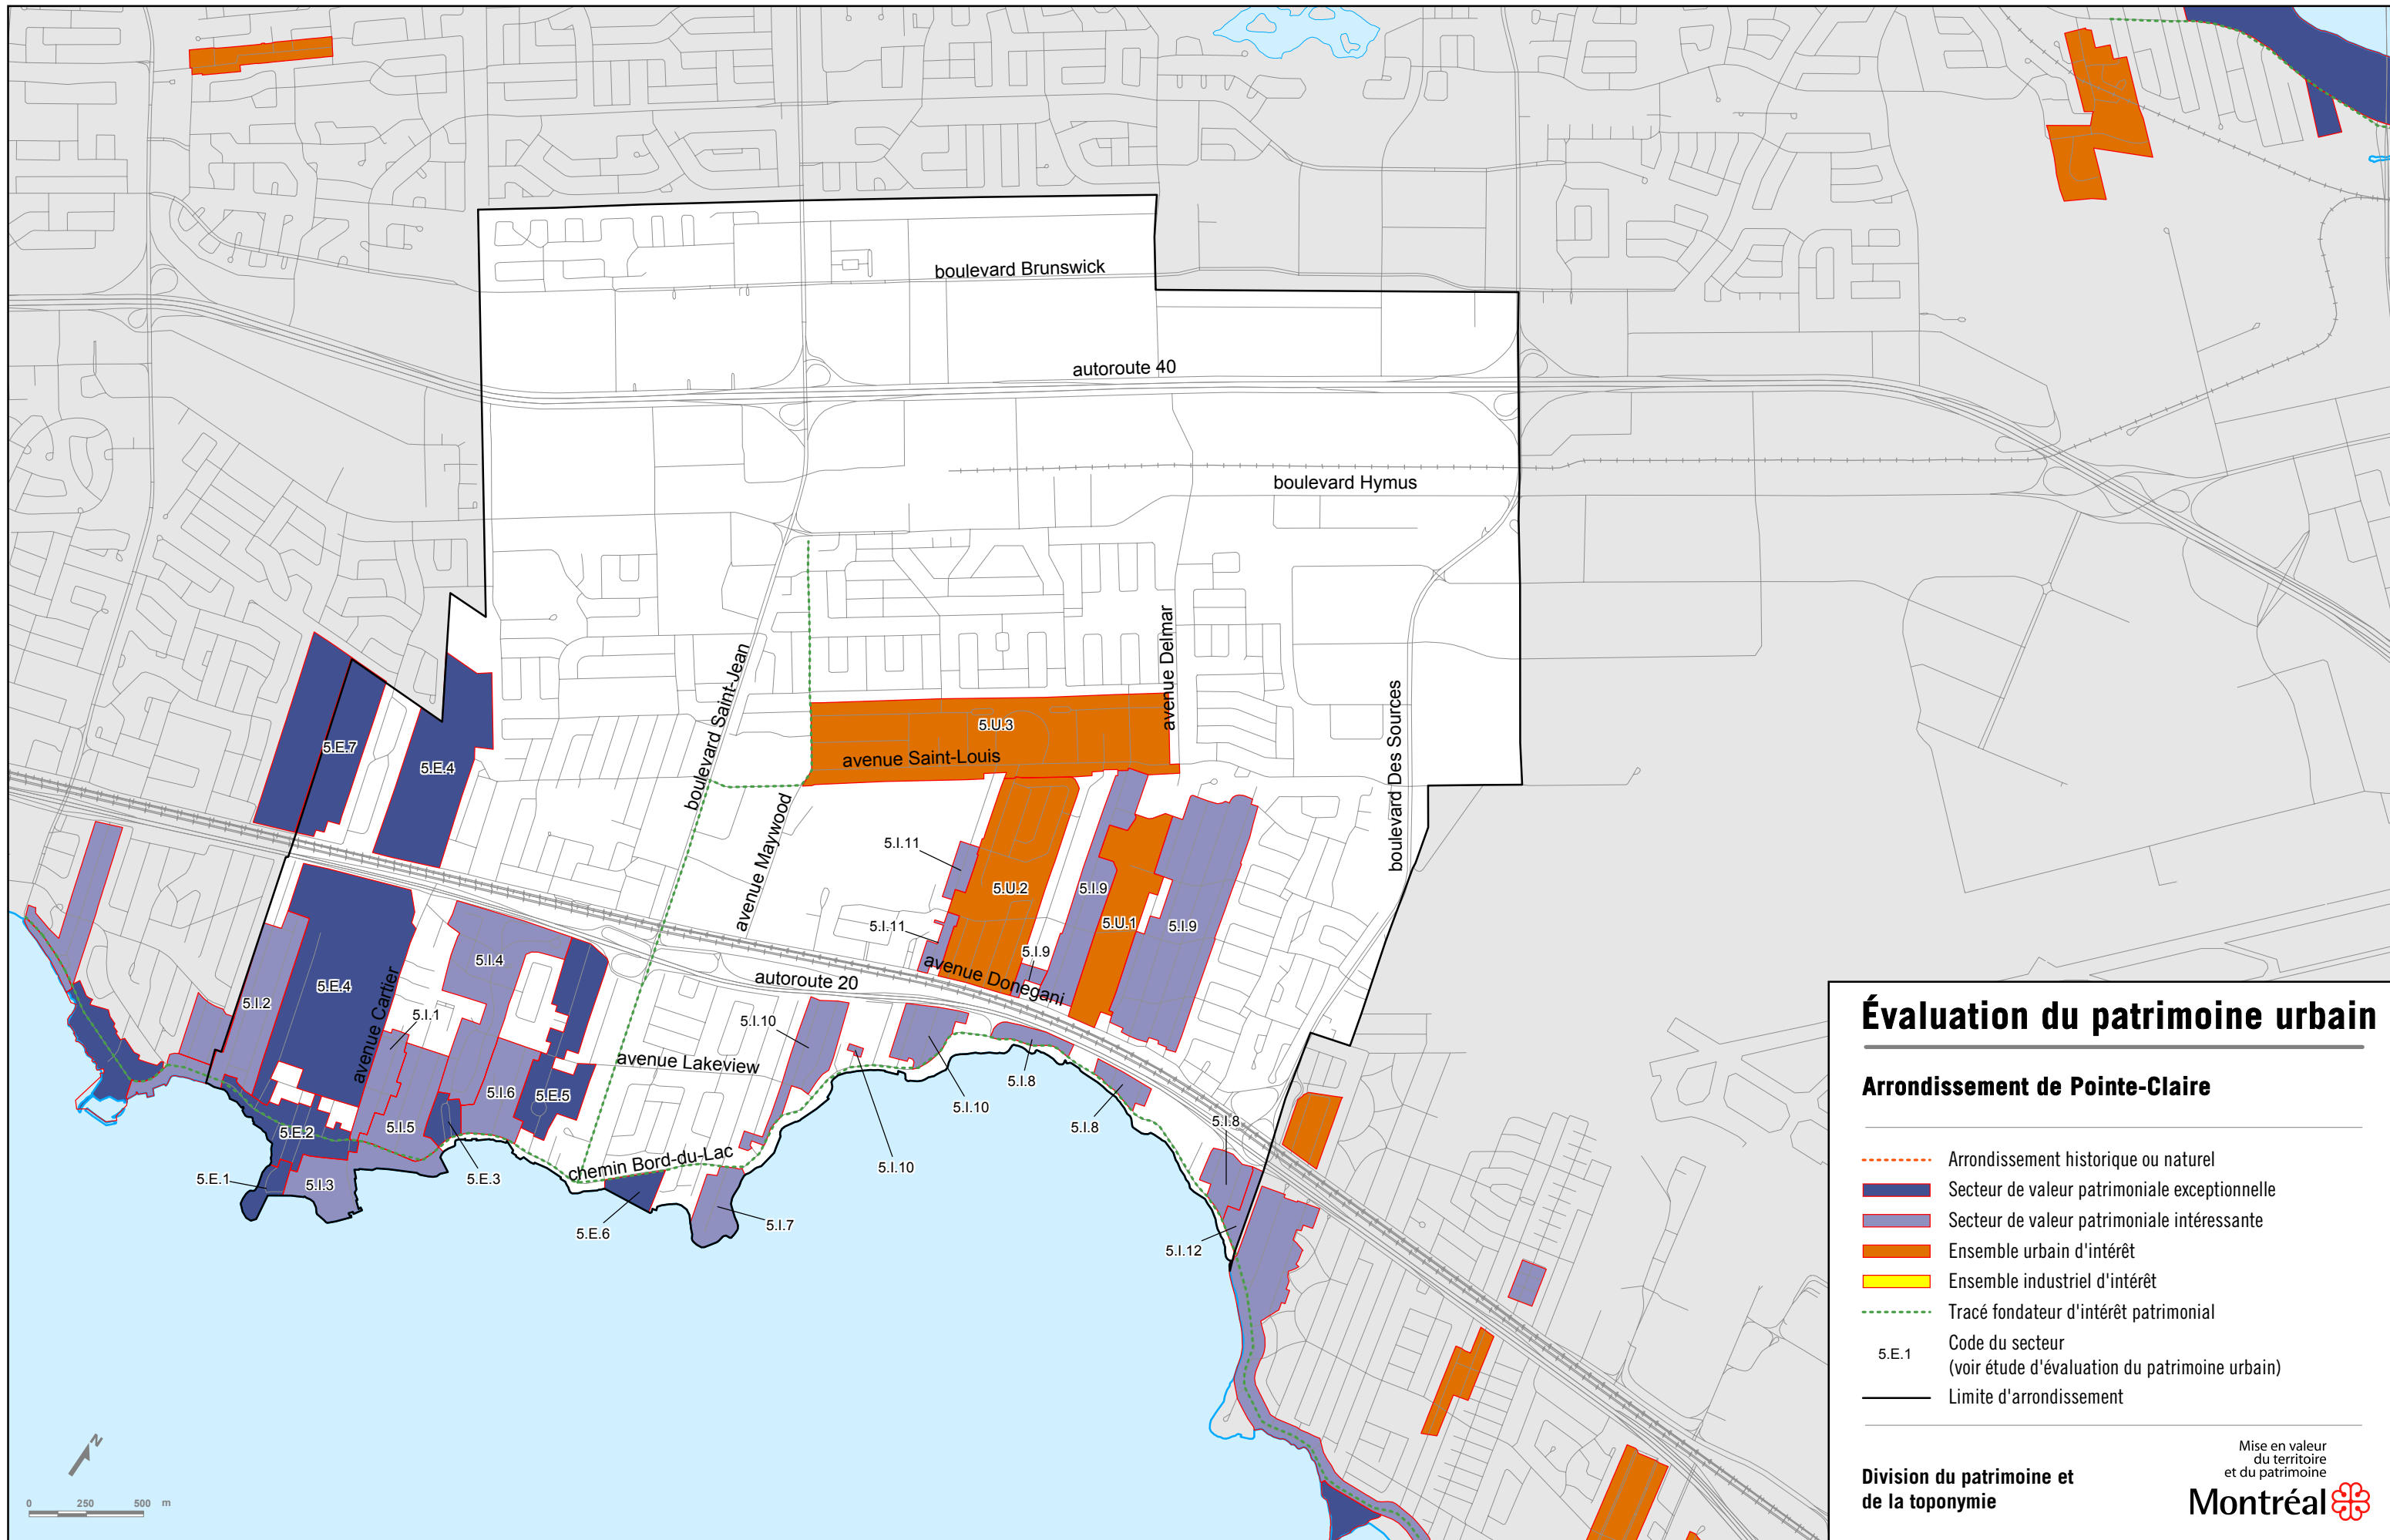 boulevard Brunswick
autoroute 40
boulevard Hymus
avenue Delmar
boulevard Saint-Jean
boulevard Des Sources
5.U.3
avenue Saint-Louis
5.E.7
5.E.4
avenue Maywood
5.I.11
5.U.2
5.I.9
5.U.1
5.I.9
5.I.11
5.I.9
avenue Donegani
5.I.4
autoroute 20
5.E.4
avenue Cartier
5.I.2
5.I.1
5.I.10
avenue Lakeview
5.I.8
5.I.6
5.E.5
5.I.10
5.I.5
5.I.8
5.I.8
5.E.2
chemin Bord-du-Lac
5.I.10
5.E.1
5.I.3
5.E.3
5.E.6
5.I.7
5.I.12
N
0 250 500 m
Évaluation du patrimoine urbain
Arrondissement de Pointe-Claire
Arrondissement historique ou naturel
Secteur de valeur patrimoniale exceptionnelle
Secteur de valeur patrimoniale intéressante
Ensemble urbain d'intérêt
Ensemble industriel d'intérêt
Tracé fondateur d'intérêt patrimonial
5.E.1 Code du secteur
(voir étude d'évaluation du patrimoine urbain)
Limite d'arrondissement
Division du patrimoine et
de la toponymie
Mise en valeur
du territoire
et du patrimoine
Montréal